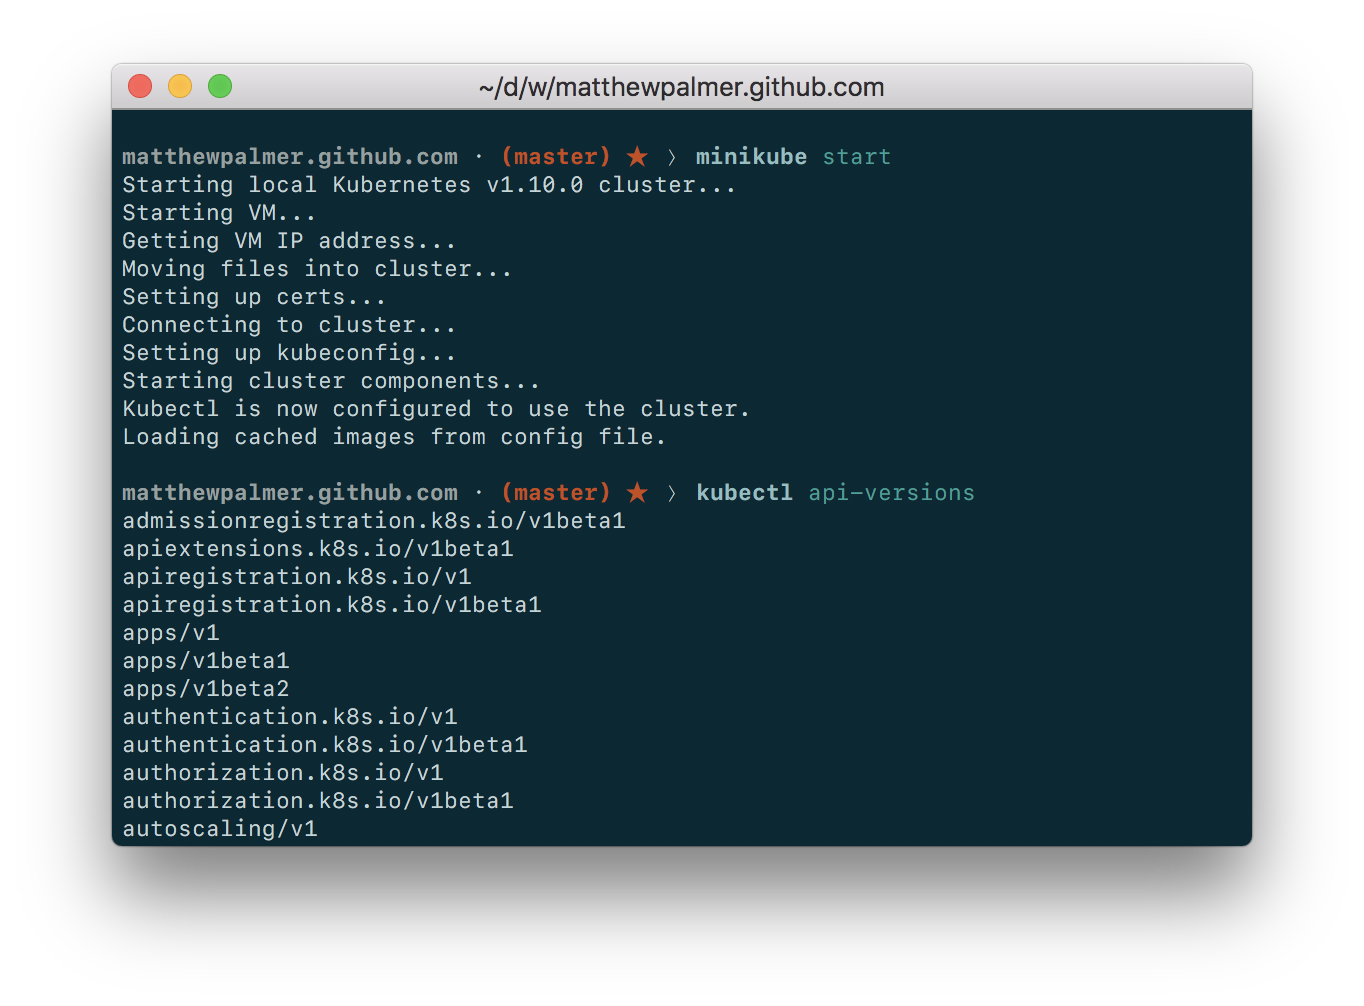 ~/d/w/matthewpalmer.github.com
matthewpalmer.github.com · (master) ★ 〉 minikube start
Starting local Kubernetes v1.10.0 cluster...
Starting VM...
Getting VM IP address...
Moving files into cluster...
Setting up certs...
Connecting to cluster...
Setting up kubeconfig...
Starting cluster components...
Kubectl is now configured to use the cluster.
Loading cached images from config file.
matthewpalmer.github.com · (master) ★ 〉 kubectl api-versions
admissionregistration.k8s.io/v1beta1
apiextensions.k8s.io/v1beta1
apiregistration.k8s.io/v1
apiregistration.k8s.io/v1beta1
apps/v1
apps/v1beta1
apps/v1beta2
authentication.k8s.io/v1
authentication.k8s.io/v1beta1
authorization.k8s.io/v1
authorization.k8s.io/v1beta1
autoscaling/v1